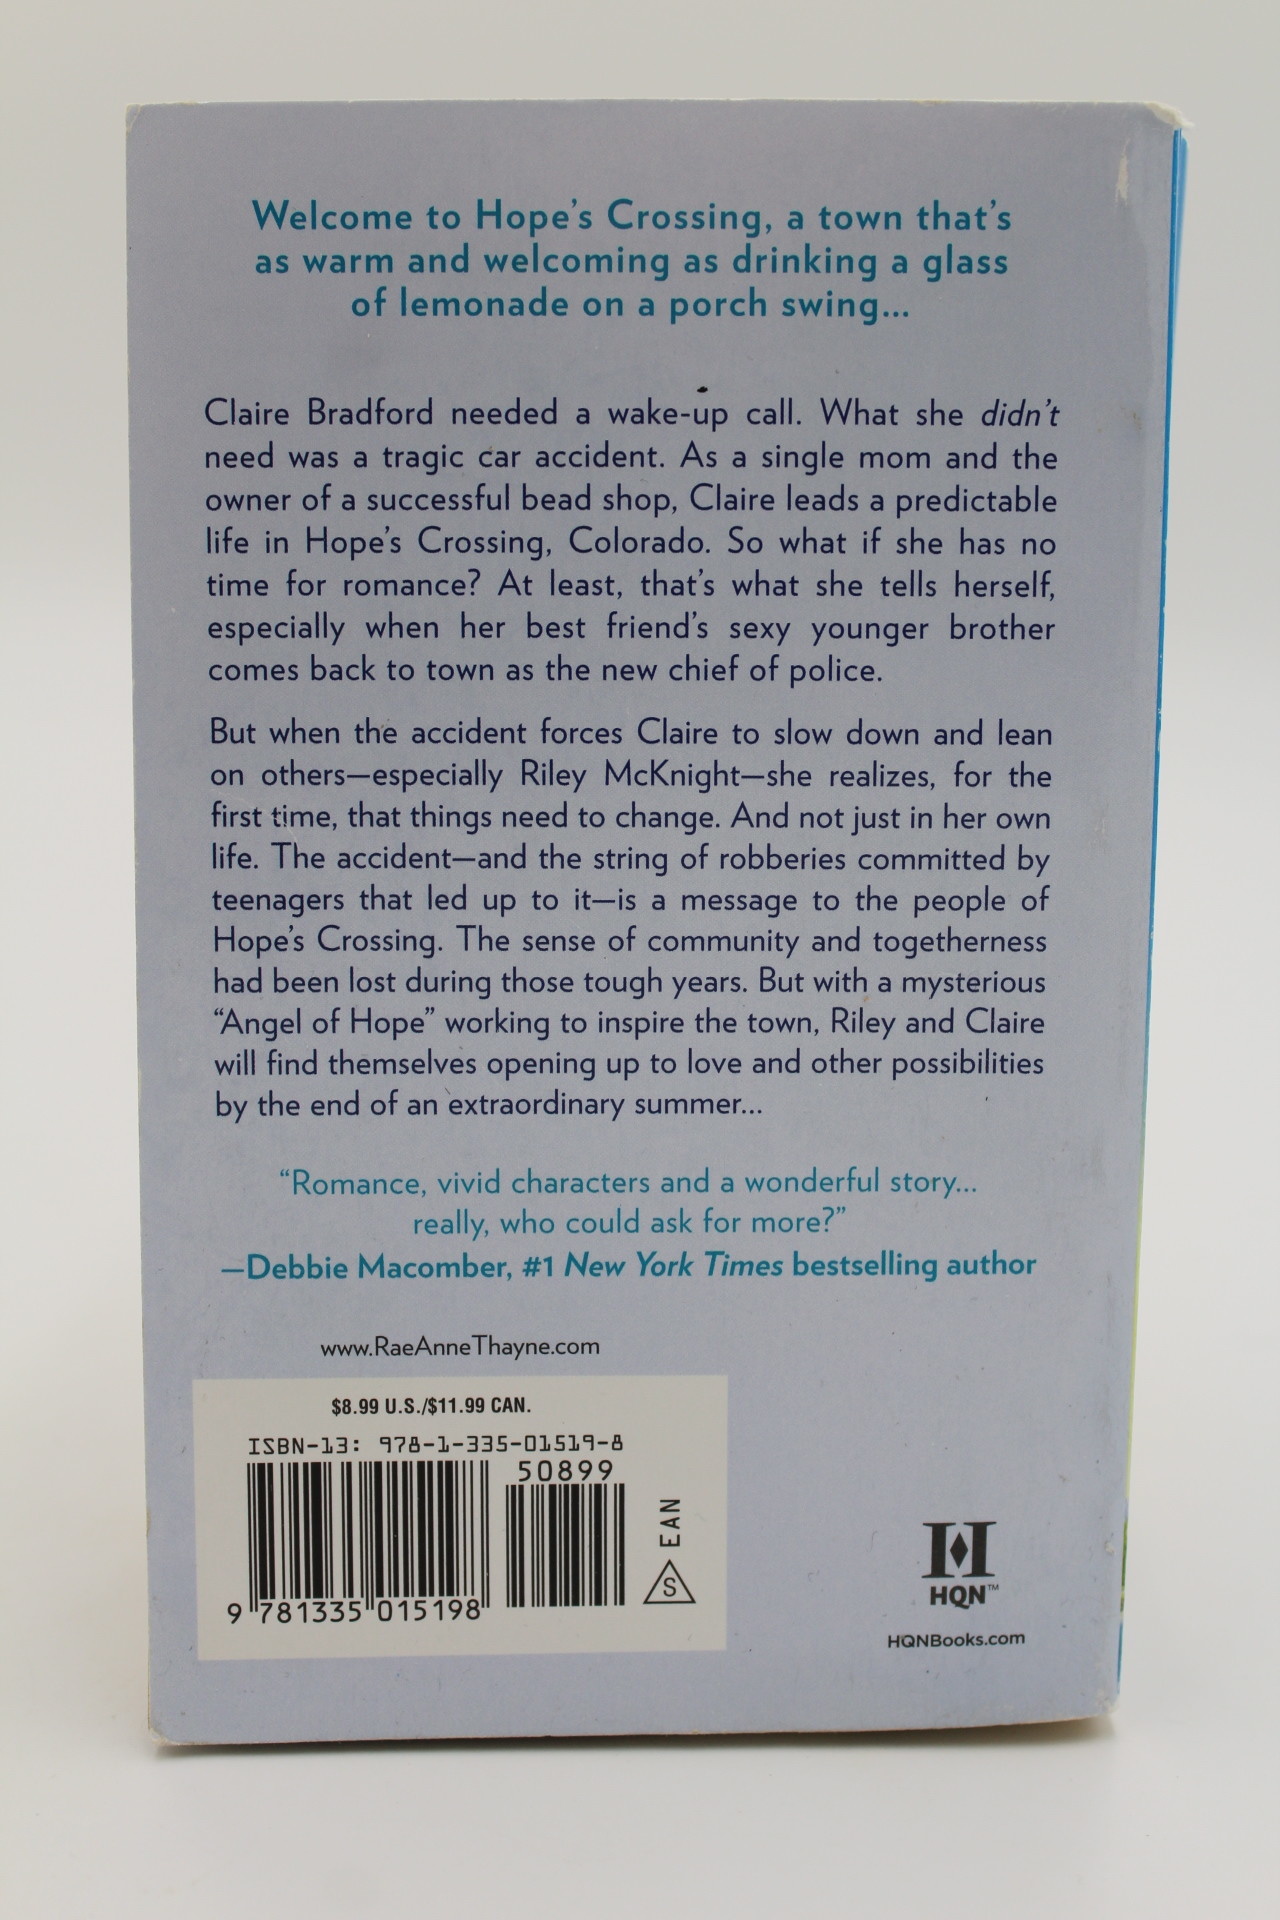 Welcome to Hope's Crossing, a town that's
as warm and welcoming as drinking a glass
of lemonade on a porch swing...
Claire Bradford needed a wake-up call. What she didn't
need was a tragic car accident. As a single mom and the
owner of a successful bead shop, Claire leads a predictable
life in Hope's Crossing, Colorado. So what if she has no
time for romance? At least, that's what she tells herself,
especially when her best friend's sexy younger brother
comes back to town as the new chief of police.
But when the accident forces Claire to slow down and lean
on others—especially Riley McKnight—she realizes, for the
first time, that things need to change. And not just in her own
life. The accident—and the string of robberies committed by
teenagers that led up to it—is a message to the people of
Hope's Crossing. The sense of community and togetherness
had been lost during those tough years. But with a mysterious
“Angel of Hope” working to inspire the town, Riley and Claire
will find themselves opening up to love and other possibilities
by the end of an extraordinary summer...
“Romance, vivid characters and a wonderful story...
really, who could ask for more?”
—Debbie Macomber, #1 New York Times bestselling author
www.RaeAnneThayne.com
$8.99 U.S./$11.99 CAN.
ISBN-13: 978-1-335-01519-8
50899
EAN
S
9 781335 015198
H
HQN™
HQNBooks.com